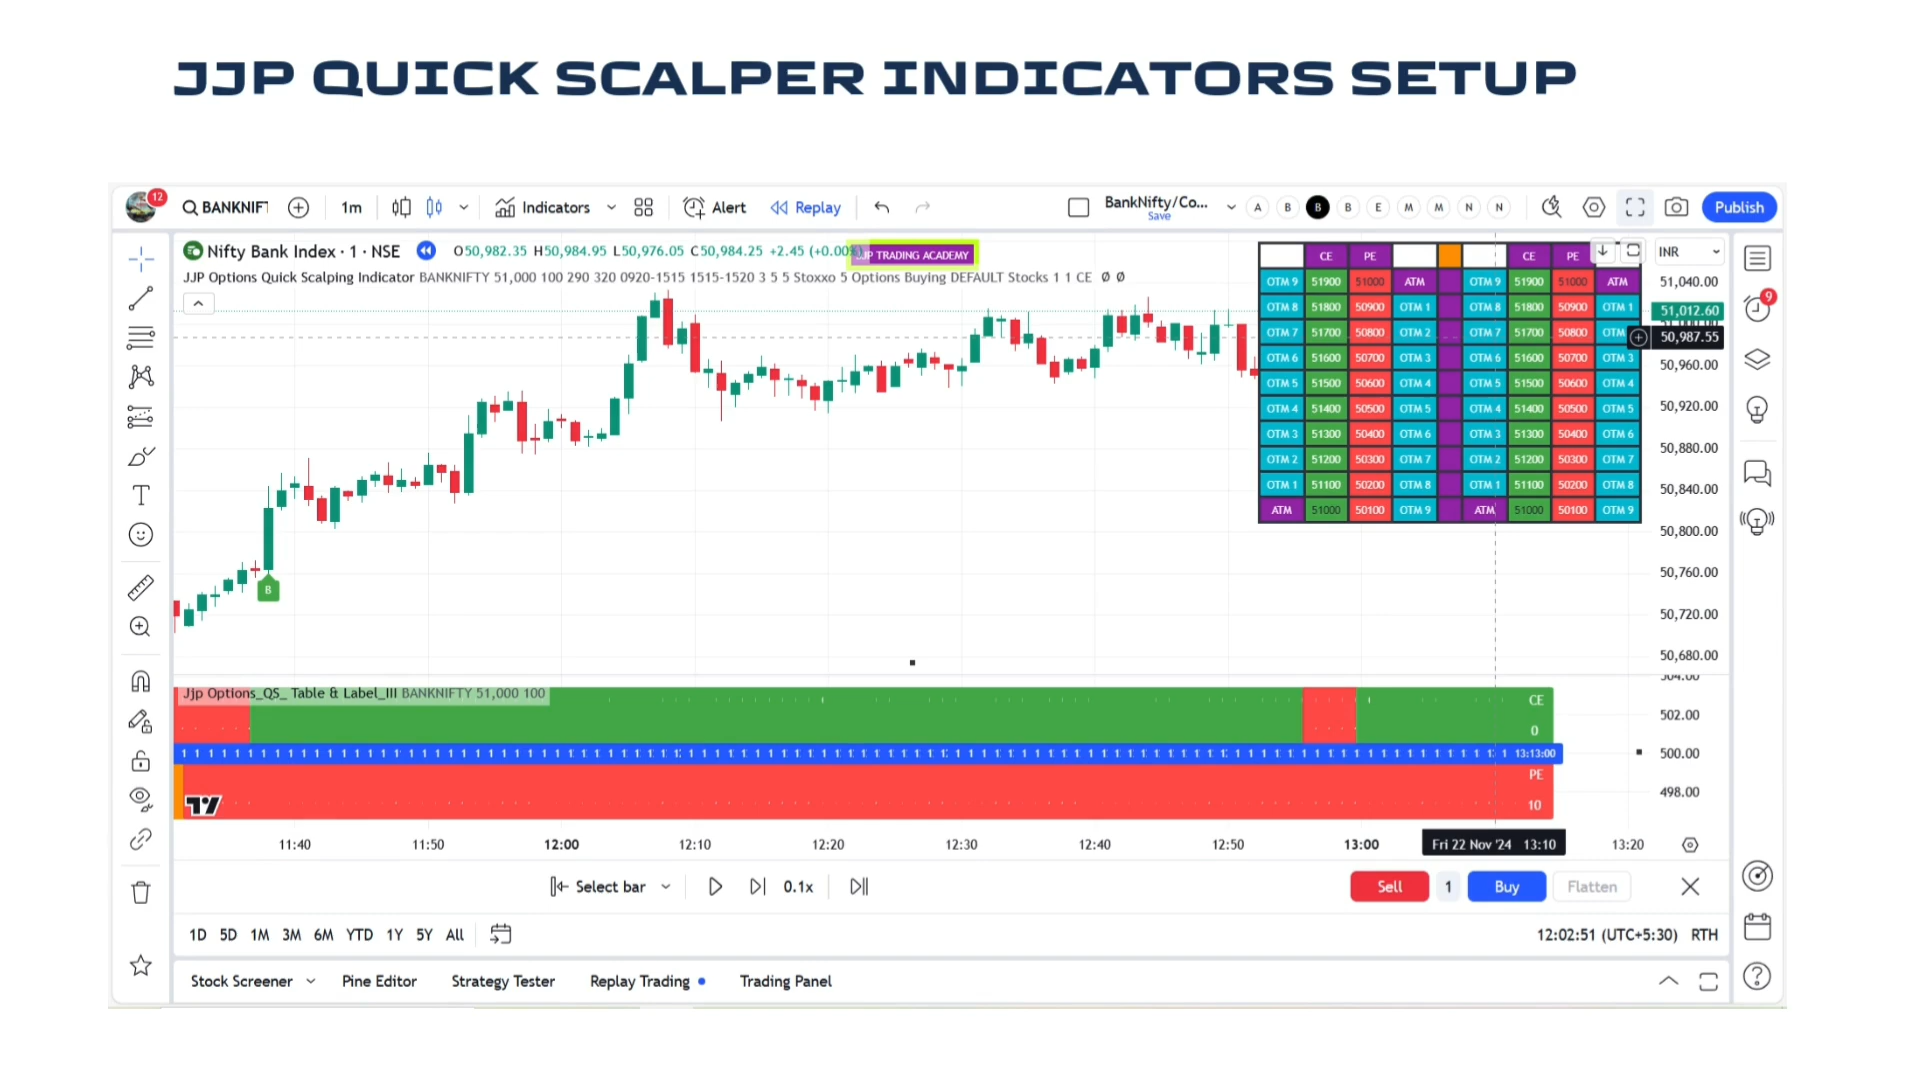 JJP QUICK SCALPER INDICATORS SETUP
12
BANKNIF
1m
Indicators
Alert
Replay
BankNifty/Co...
Save
A B B B E M M N N
Publish
Nifty Bank Index · 1 · NSE
O50,982.35 H50,984.95 L50,976.05 C50,984.25 +2.45 (+0.00
JJP TRADING ACADEMY
JJP Options Quick Scalping Indicator BANKNIFTY 51,000 100 290 320 0920-1515 1515-1520 3 5 5 Stoxxo 5 Options Buying DEFAULT Stocks 1 1 CE Ø Ø
CE PE CE PE
OTM 9 51900 51000 ATM OTM 9 51900 51000 ATM
OTM 8 51800 50900 OTM 1 OTM 8 51800 50900 OTM 1
OTM 7 51700 50800 OTM 2 OTM 7 51700 50800 OTM
OTM 6 51600 50700 OTM 3 OTM 6 51600 50700 OTM 3
OTM 5 51500 50600 OTM 4 OTM 5 51500 50600 OTM 4
OTM 4 51400 50500 OTM 5 OTM 4 51400 50500 OTM 5
OTM 3 51300 50400 OTM 6 OTM 3 51300 50400 OTM 6
OTM 2 51200 50300 OTM 7 OTM 2 51200 50300 OTM 7
OTM 1 51100 50200 OTM 8 OTM 1 51100 50200 OTM 8
ATM 51000 50100 OTM 9 ATM 51000 50100 OTM 9
INR
51,040.00
51,012.60
50,987.55
50,960.00
50,920.00
50,880.00
50,840.00
50,800.00
50,760.00
50,720.00
50,680.00
9
B
Jjp Options_QS_ Table & Label_III BANKNIFTY 51,000 100
CE
0
13:13:00
PE
10
504.00
502.00
500.00
498.00
11:40 11:50 12:00 12:10 12:20 12:30 12:40 12:50 13:00 Fri 22 Nov '24 13:10 13:20
Select bar
0.1x
Sell 1 Buy Flatten
1D 5D 1M 3M 6M YTD 1Y 5Y All
12:02:51 (UTC+5:30) RTH
Stock Screener Pine Editor Strategy Tester Replay Trading Trading Panel